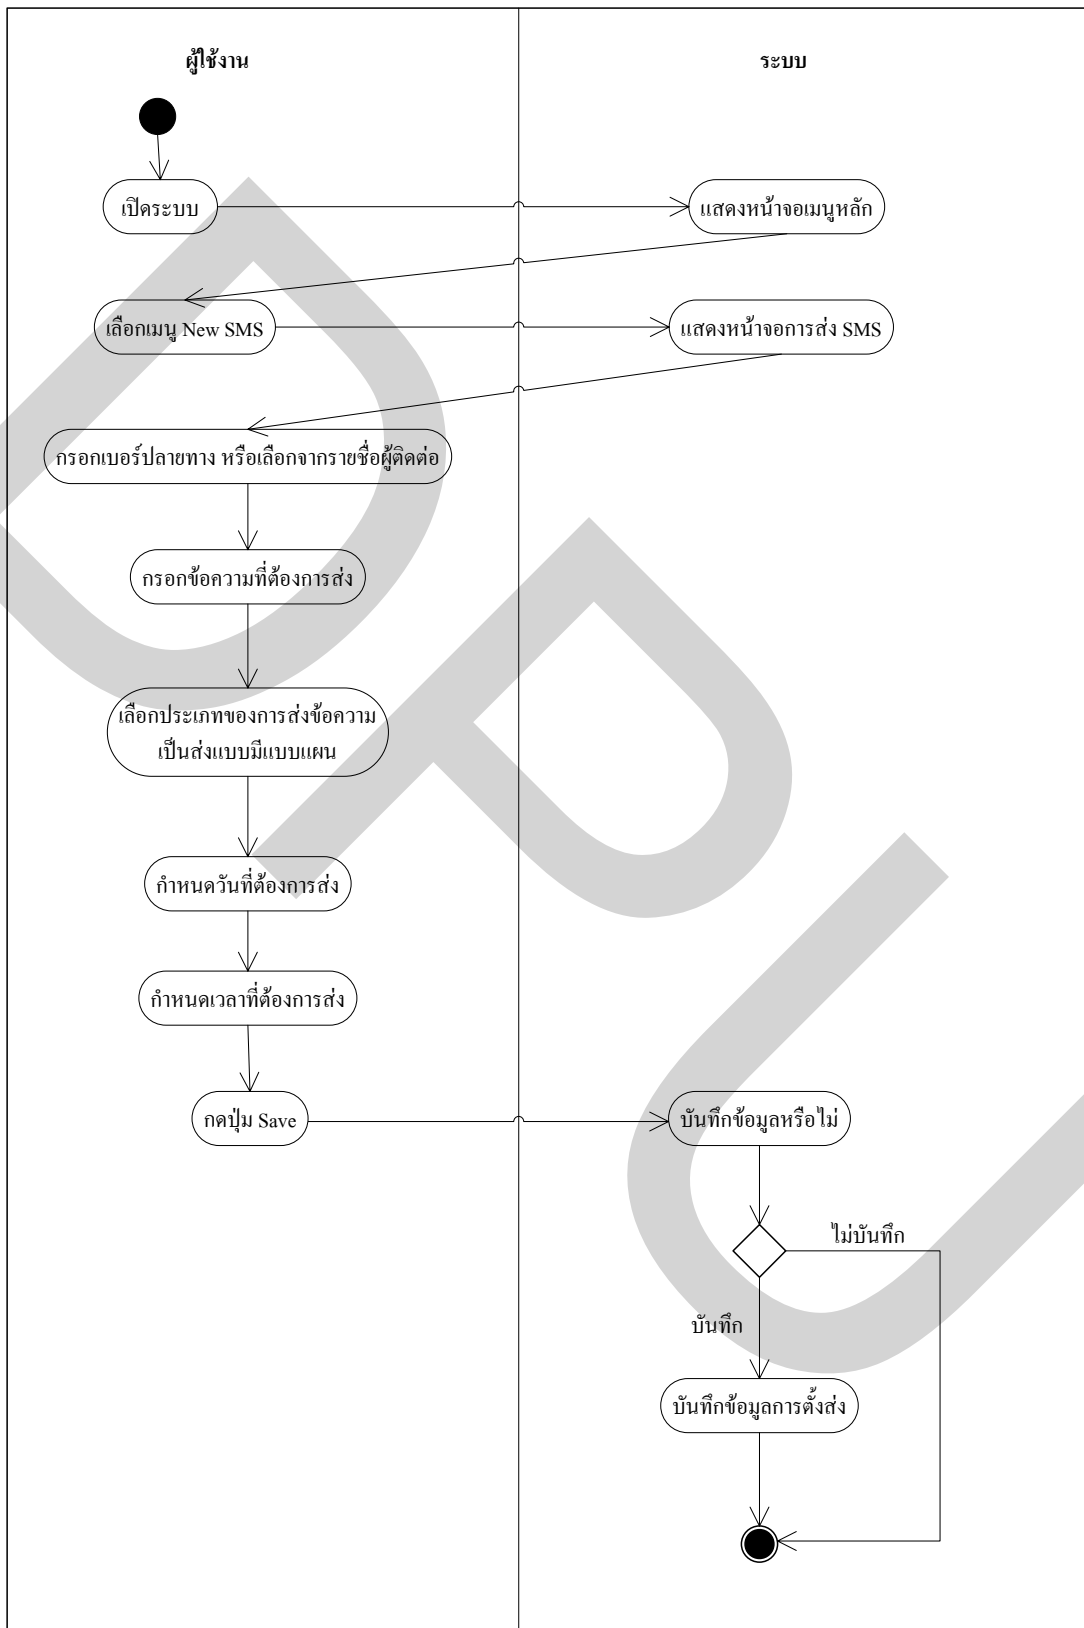 ผู้ใช้งาน
ระบบ
เปิดระบบ
แสดงหน้าจอเมนูหลัก
เลือกเมนู New SMS
แสดงหน้าจอการส่ง SMS
กรอกเบอร์ปลายทาง หรือเลือกจากรายชื่อผู้ติดต่อ
กรอกข้อความที่ต้องการส่ง
เลือกประเภทของการส่งข้อความ
เป็นส่งแบบมีแบบแผน
กำหนดวันที่ต้องการส่ง
กำหนดเวลาที่ต้องการส่ง
กดปุ่ม Save
บันทึกข้อมูลหรือไม่
ไม่บันทึก
บันทึก
บันทึกข้อมูลการตั้งส่ง
DPU